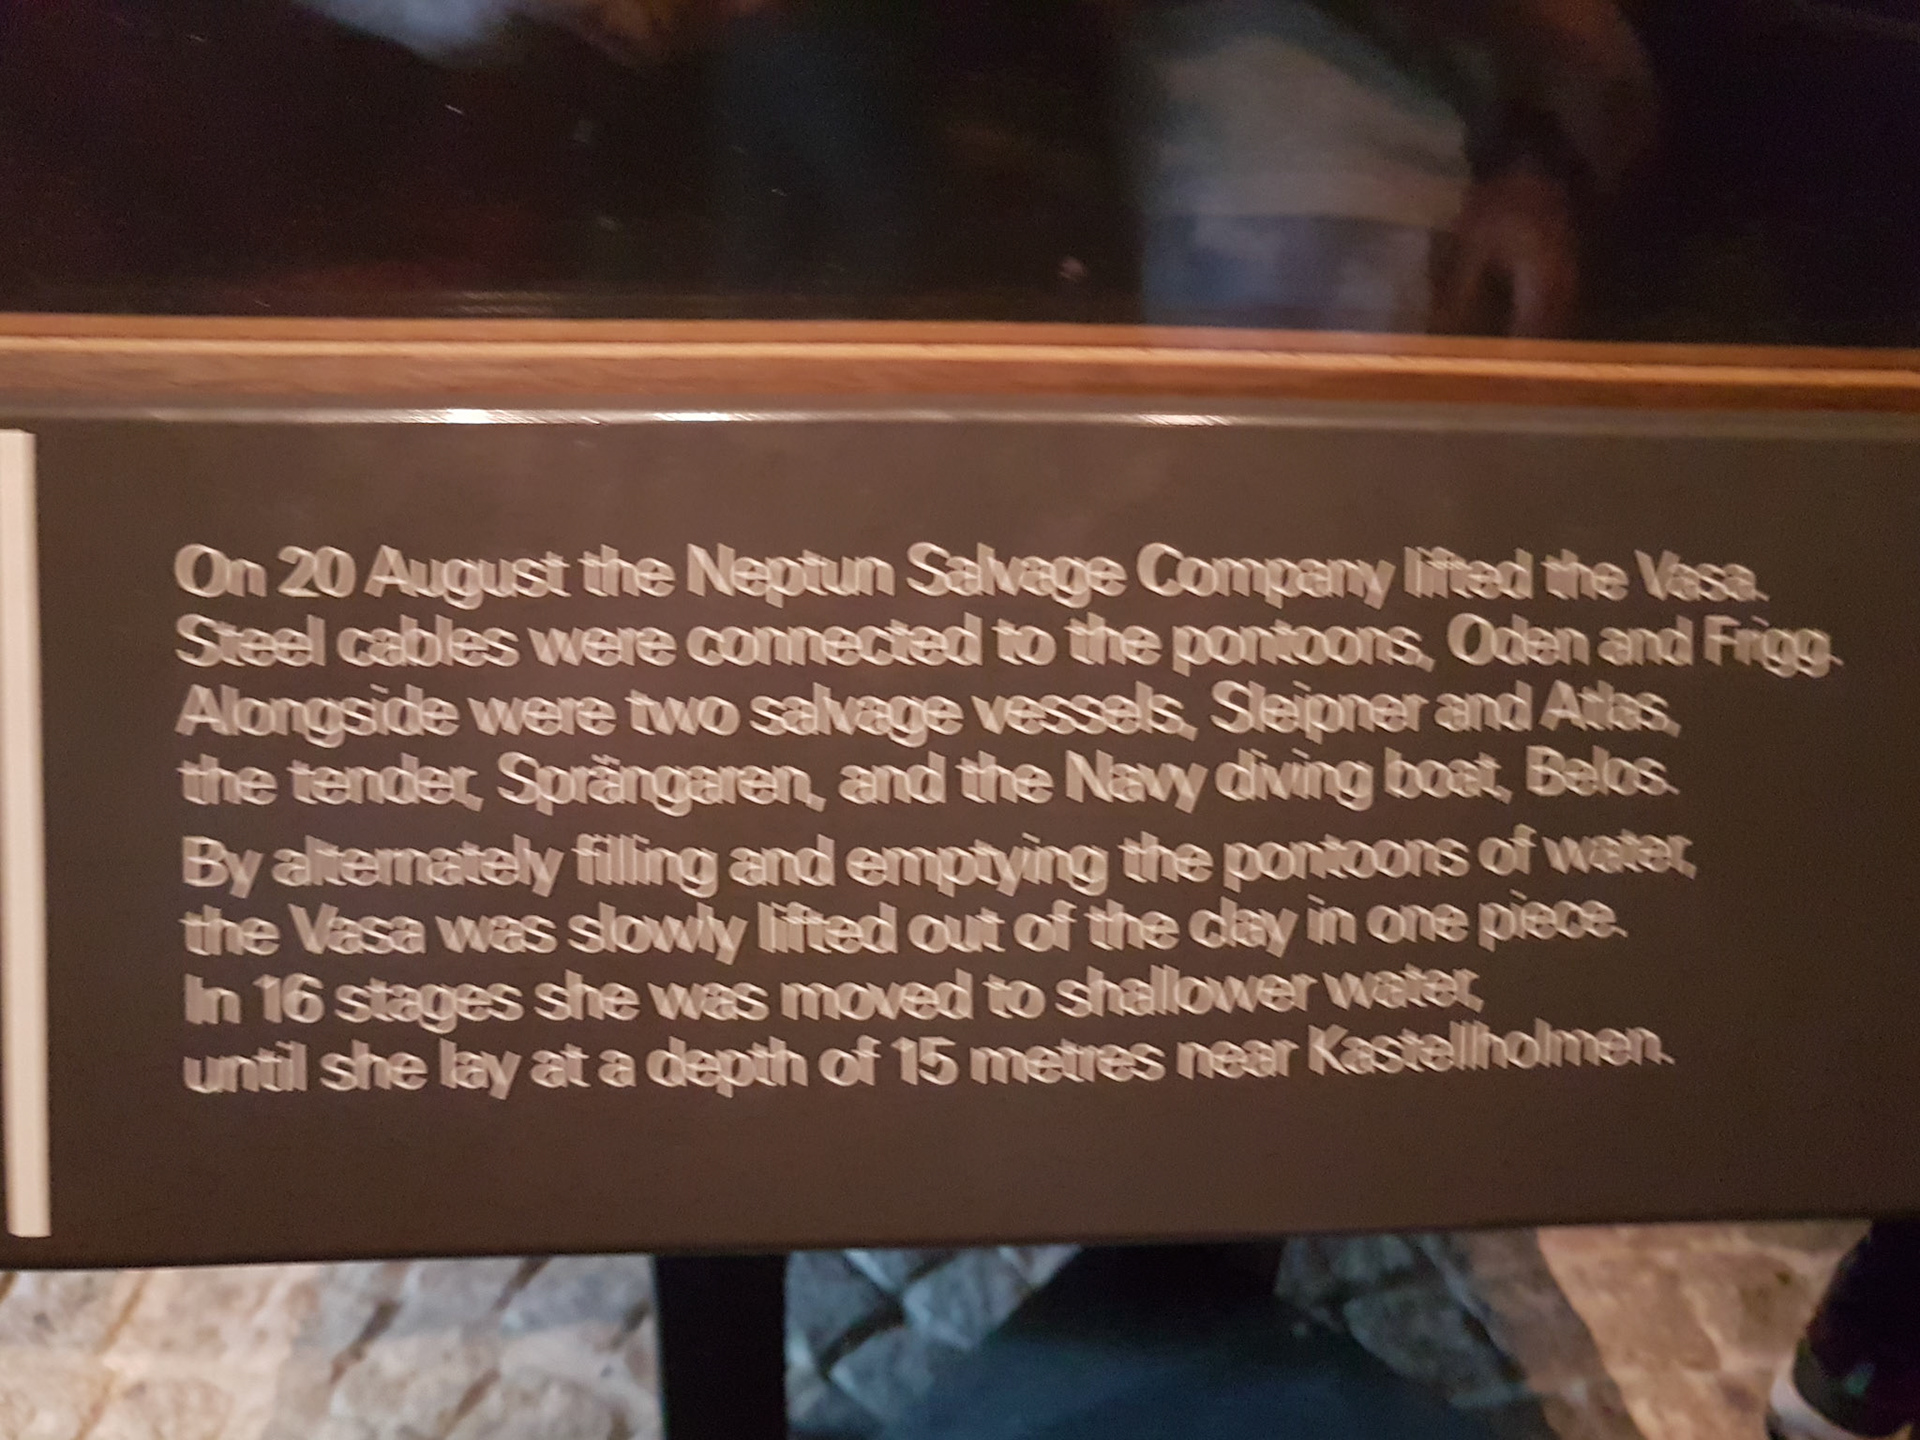 On 20 August the Neptun Salvage Company lifted the Vasa.
Steel cables were connected to the pontoons, Oden and Frigg.
Alongside were two salvage vessels, Sleipner and Atlas,
the tender, Sprängaren, and the Navy diving boat, Belos.
By alternately filling and emptying the pontoons of water,
the Vasa was slowly lifted out of the clay in one piece.
In 16 stages she was moved to shallower water,
until she lay at a depth of 15 metres near Kastellholmen.